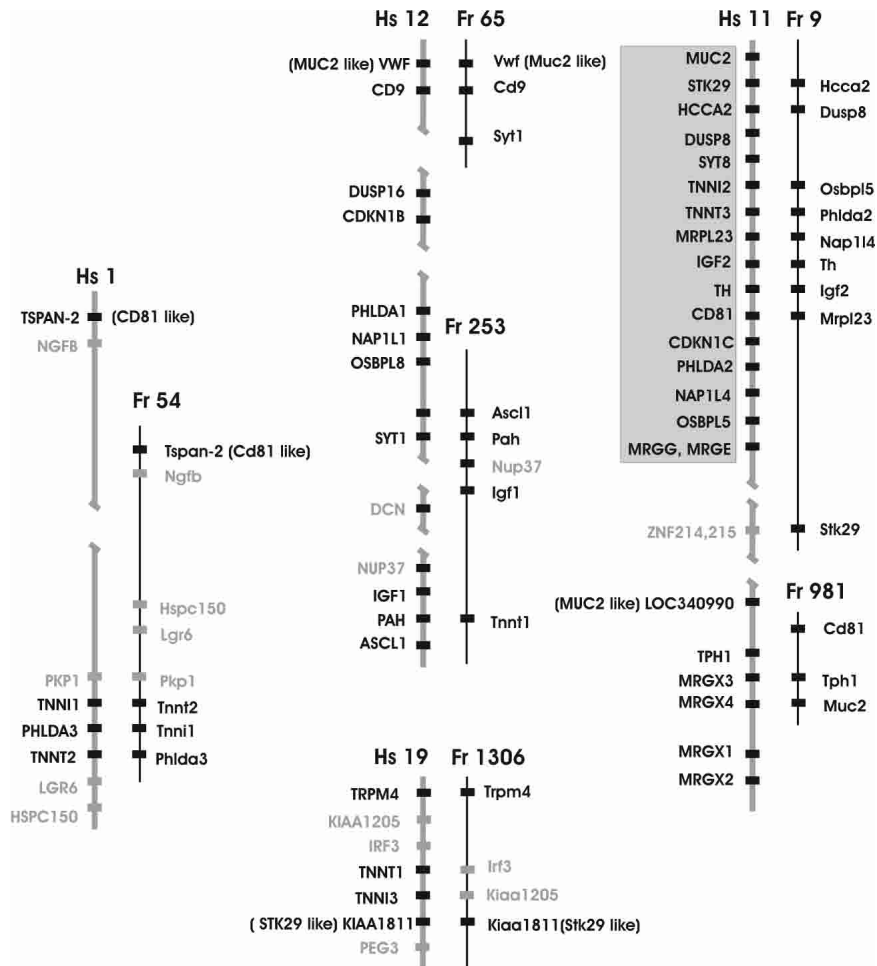 Hs 12
Fr 65
(MUC2 like) VWF
CD9
Vwf (Muc2 like)
Cd9
Syt1
DUSP16
CDKN1B
PHLDA1
NAP1L1
OSBPL8
SYT1
DCN
NUP37
IGF1
PAH
ASCL1
Fr 253
Ascl1
Pah
Nup37
Igf1
Tnnt1
Hs 11
Fr 9
MUC2
STK29
HCCA2
DUSP8
SYT8
TNNI2
TNNT3
MRPL23
IGF2
TH
CD81
CDKN1C
PHLDA2
NAP1L4
OSBPL5
MRGG, MRGE
ZNF214,215
(MUC2 like) LOC340990
TPH1
MRGX3
MRGX4
MRGX1
MRGX2
Hcca2
Dusp8
Osbpl5
Phlda2
Nap1l4
Th
Igf2
Mrpl23
Stk29
Fr 981
Cd81
Tph1
Muc2
Hs 1
TSPAN-2
(CD81 like)
NGFB
PKP1
TNNI1
PHLDA3
TNNT2
LGR6
HSPC150
Fr 54
Tspan-2 (Cd81 like)
Ngfb
Hspc150
Lgr6
Pkp1
Tnnt2
Tnni1
Phlda3
Hs 19
Fr 1306
TRPM4
KIAA1205
IRF3
TNNT1
TNNI3
( STK29 like) KIAA1811
PEG3
Trpm4
Irf3
Kiaa1205
Kiaa1811(Stk29 like)